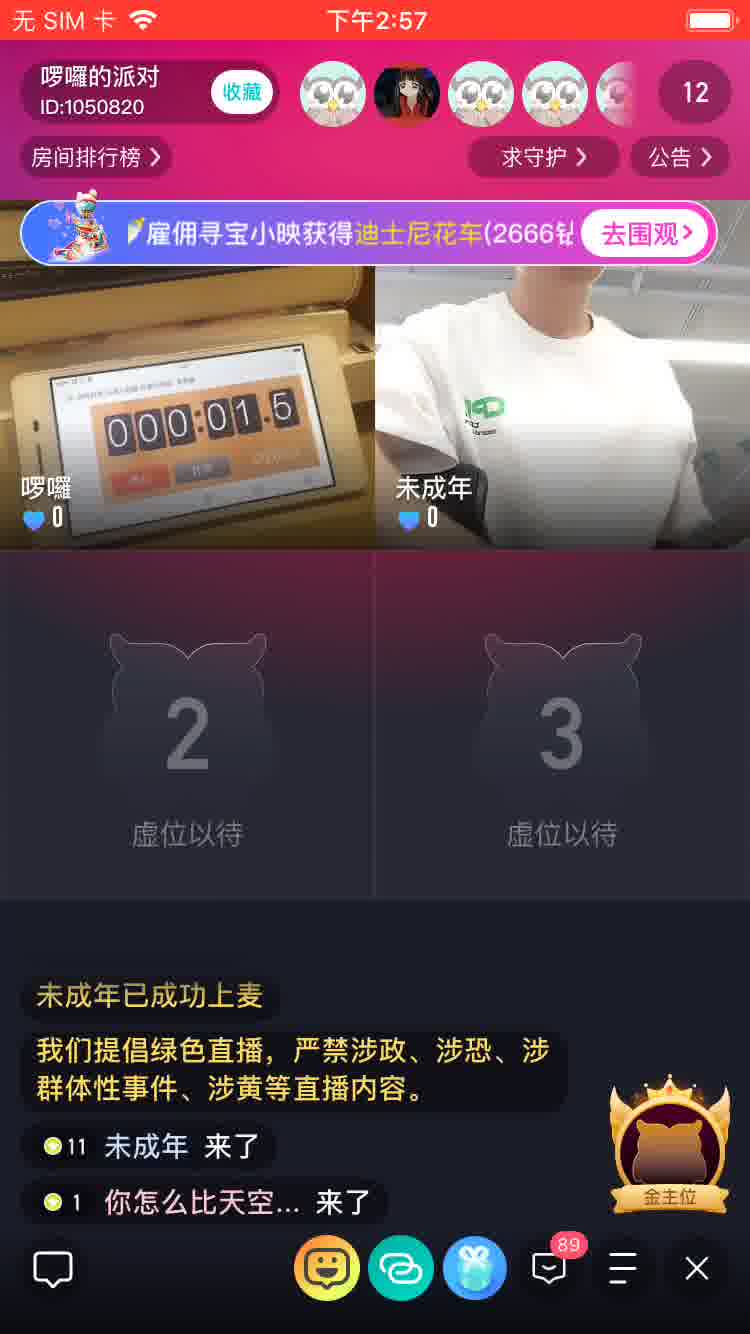 无 SIM 卡
下午2:57
啰囉的派对
ID:1050820
收藏
12
房间排行榜
求守护
公告
雇佣寻宝小映获得迪士尼花车(2666钻
去围观
000:01.5
啰囉
0
未成年
0
2
虚位以待
3
虚位以待
未成年已成功上麦
我们提倡绿色直播，严禁涉政、涉恐、涉
群体性事件、涉黄等直播内容。
11 未成年 来了
1 你怎么比天空... 来了
金主位
89